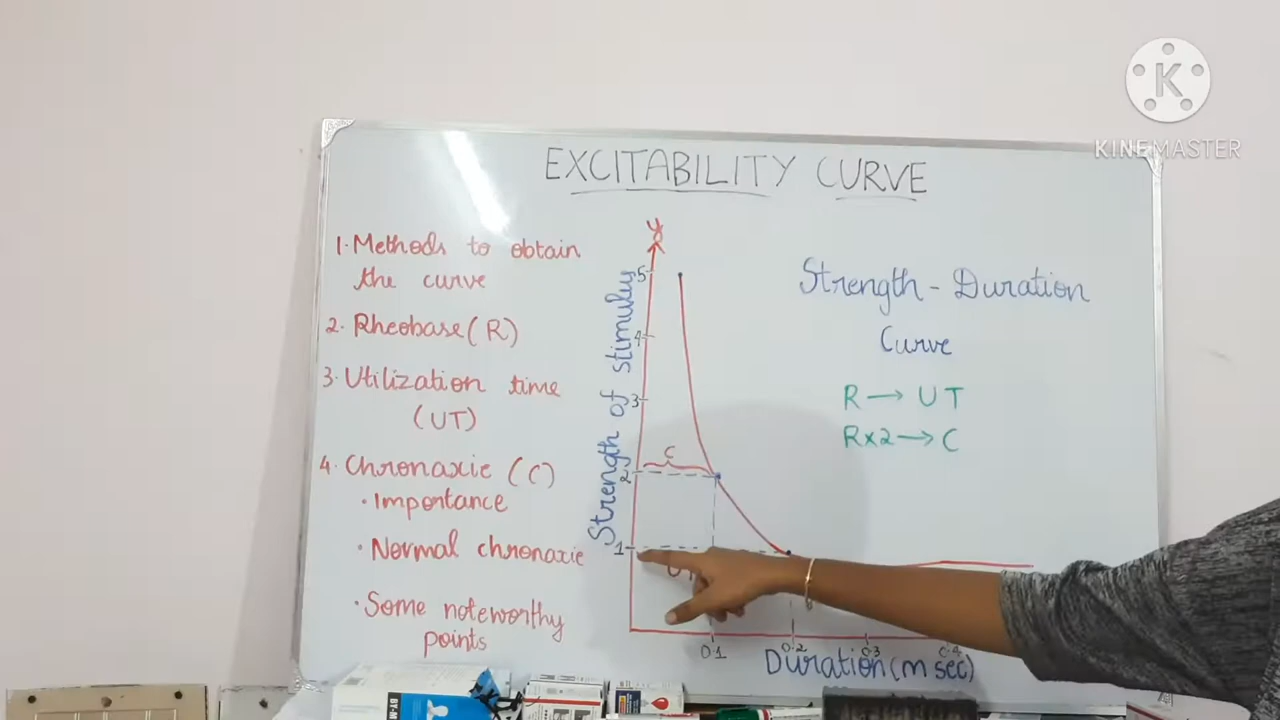 K
KINEMASTER
EXCITABILITY CURVE
1. Methods to obtain
the curve
2. Rheobase (R)
3. Utilization time
(UT)
4. Chronaxie (C)
• Importance
• Normal chronaxie
• Some noteworthy
points
y
5
4
3
2
1
Strength of stimulus
C
U
0.1
0.2
0.3
0.4
Duration (m sec)
Strength - Duration
Curve
R → UT
R×2 → C